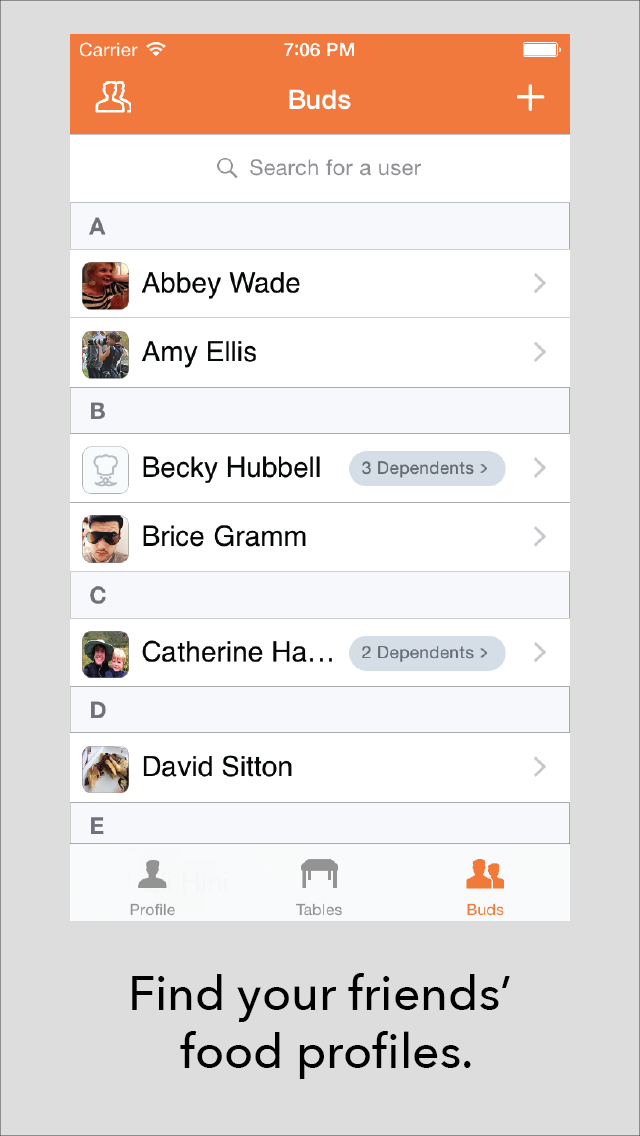 Carrier 7:06 PM
Buds
Search for a user
A
Abbey Wade
Amy Ellis
B
Becky Hubbell 3 Dependents >
Brice Gramm
C
Catherine Ha... 2 Dependents >
D
David Sitton
E
Profile Tables Buds
Find your friends’
food profiles.